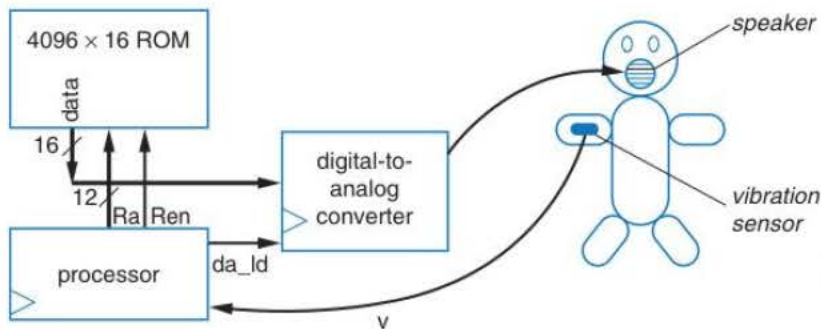 4096 × 16 ROM
data
16
12
Ra
Ren
processor
da_ld
digital-to-
analog
converter
v
speaker
vibration
sensor